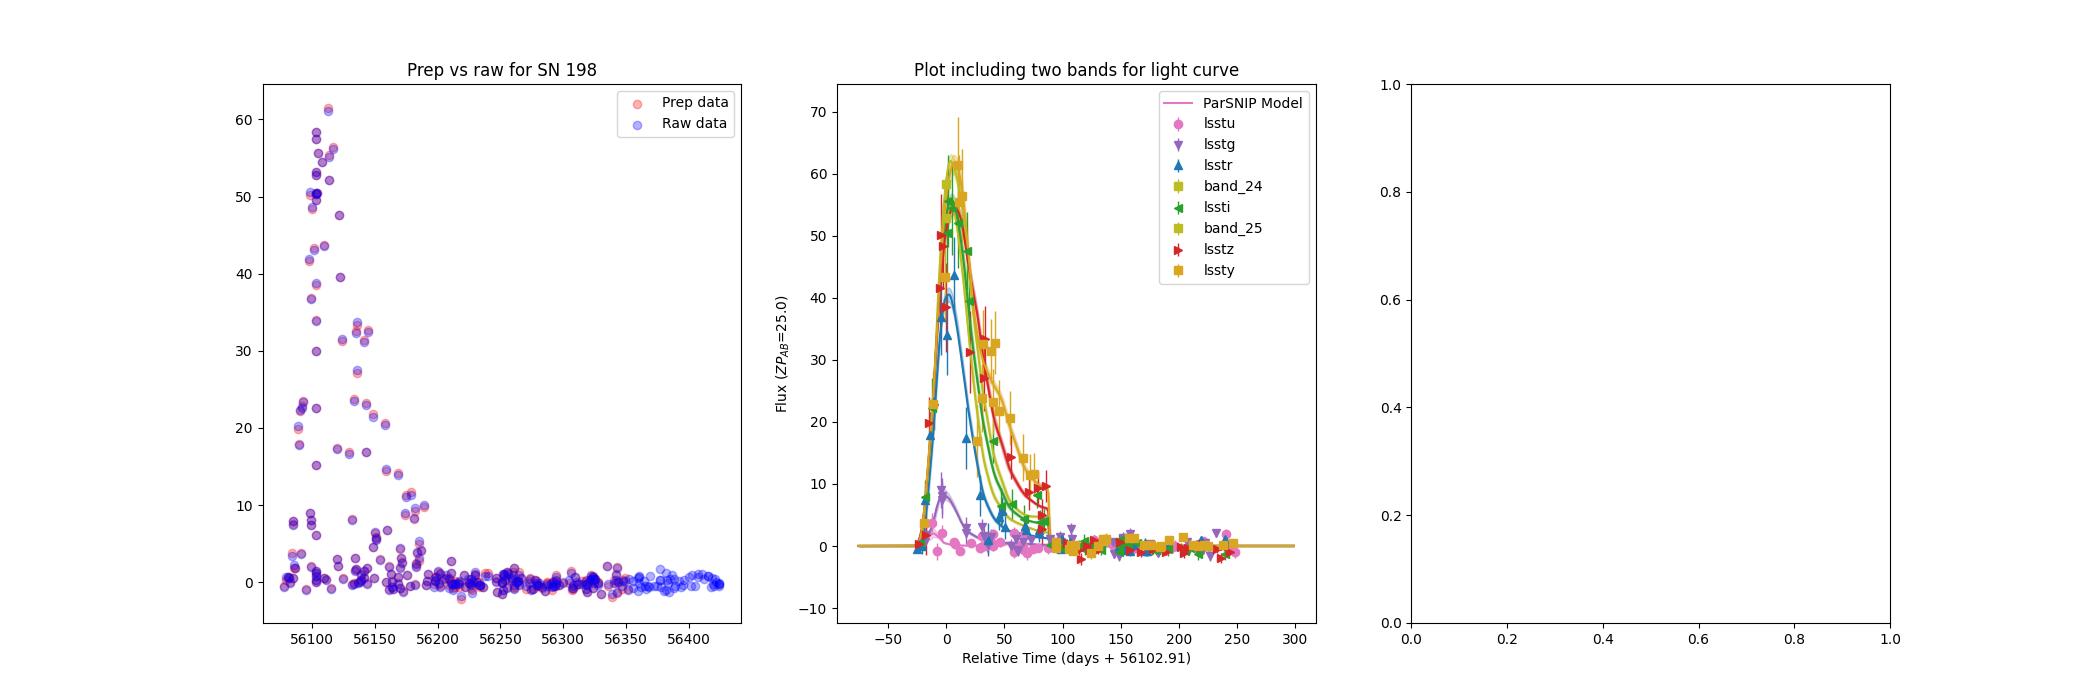 Prep vs raw for SN 198
Prep data
Raw data
60
50
40
30
20
10
0
56100 56150 56200 56250 56300 56350 56400
Plot including two bands for light curve
ParSNIP Model
lsstu
lsstg
lsstr
band_24
lssti
band_25
lsstz
lssty
Flux (ZP_AB=25.0)
70
60
50
40
30
20
10
0
−10
−50 0 50 100 150 200 250 300
Relative Time (days + 56102.91)
1.0
0.8
0.6
0.4
0.2
0.0
0.0 0.2 0.4 0.6 0.8 1.0